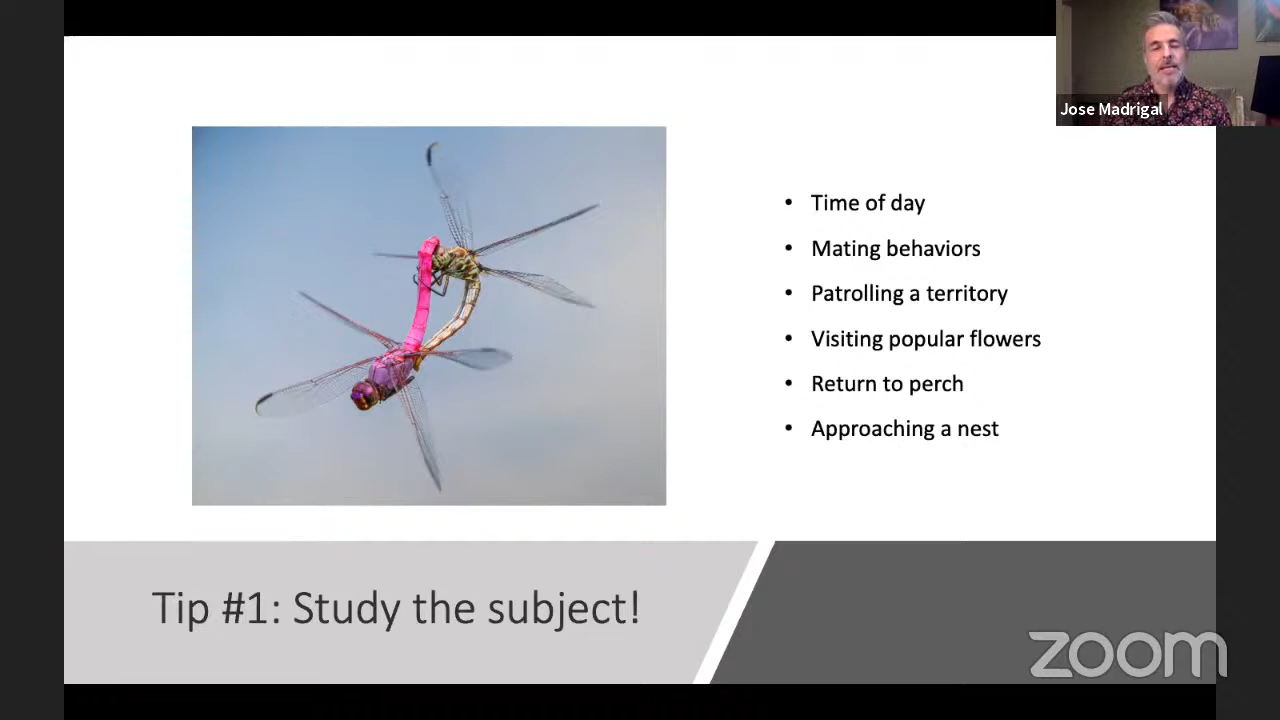 Jose Madrigal
• Time of day
• Mating behaviors
• Patrolling a territory
• Visiting popular flowers
• Return to perch
• Approaching a nest
Tip #1: Study the subject!
zoom